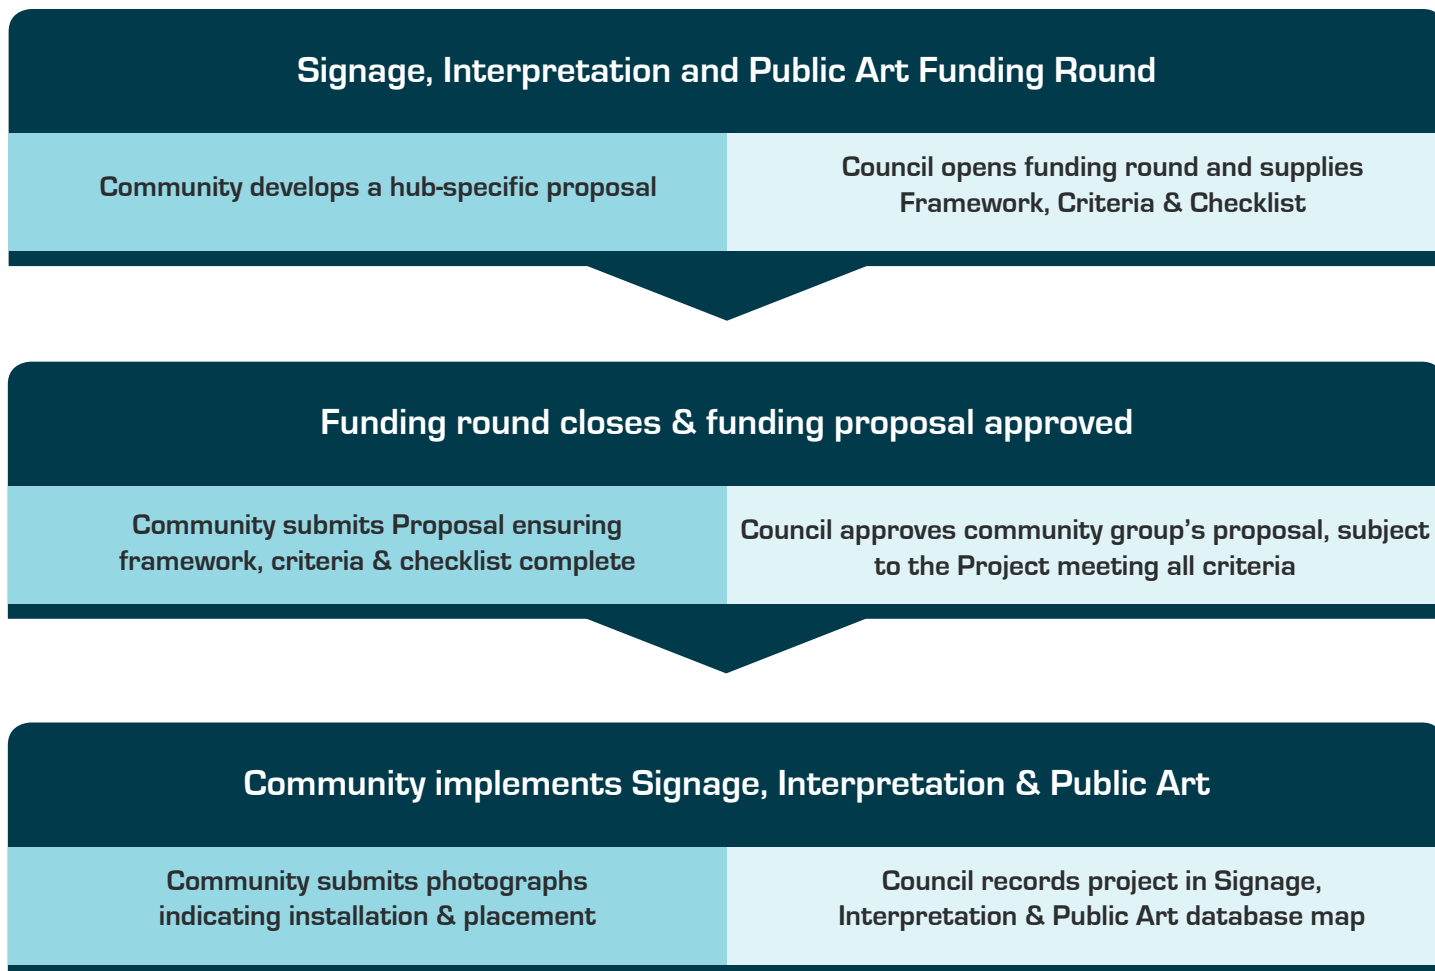 Signage, Interpretation and Public Art Funding Round
Community develops a hub-specific proposal
Council opens funding round and supplies
Framework, Criteria & Checklist
Funding round closes & funding proposal approved
Community submits Proposal ensuring
framework, criteria & checklist complete
Council approves community group's proposal, subject
to the Project meeting all criteria
Community implements Signage, Interpretation & Public Art
Community submits photographs
indicating installation & placement
Council records project in Signage,
Interpretation & Public Art database map